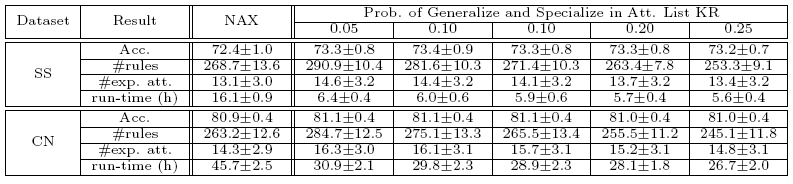 Dataset Result NAX Prob. of Generalize and Specialize in Att. List KR
0.05 0.10 0.10 0.20 0.25
SS
Acc. 72.4±1.0 73.3±0.8 73.4±0.9 73.3±0.8 73.3±0.8 73.2±0.7
#rules 268.7±13.6 290.9±10.4 281.6±10.3 271.4±10.3 263.4±7.8 253.3±9.1
#exp. att. 13.1±3.0 14.6±3.2 14.4±3.2 14.1±3.2 13.7±3.2 13.4±3.2
run-time (h) 16.1±0.9 6.4±0.4 6.0±0.6 5.9±0.6 5.7±0.4 5.6±0.4
CN
Acc. 80.9±0.4 81.1±0.4 81.1±0.4 81.1±0.4 81.0±0.4 81.0±0.4
#rules 263.2±12.6 284.7±12.5 275.1±13.3 265.5±13.4 255.5±11.2 245.1±11.8
#exp. att. 14.3±2.9 16.3±3.0 16.1±3.1 15.7±3.1 15.2±3.1 14.8±3.1
run-time (h) 45.7±2.5 30.9±2.1 29.8±2.3 28.9±2.3 28.1±1.8 26.7±2.0